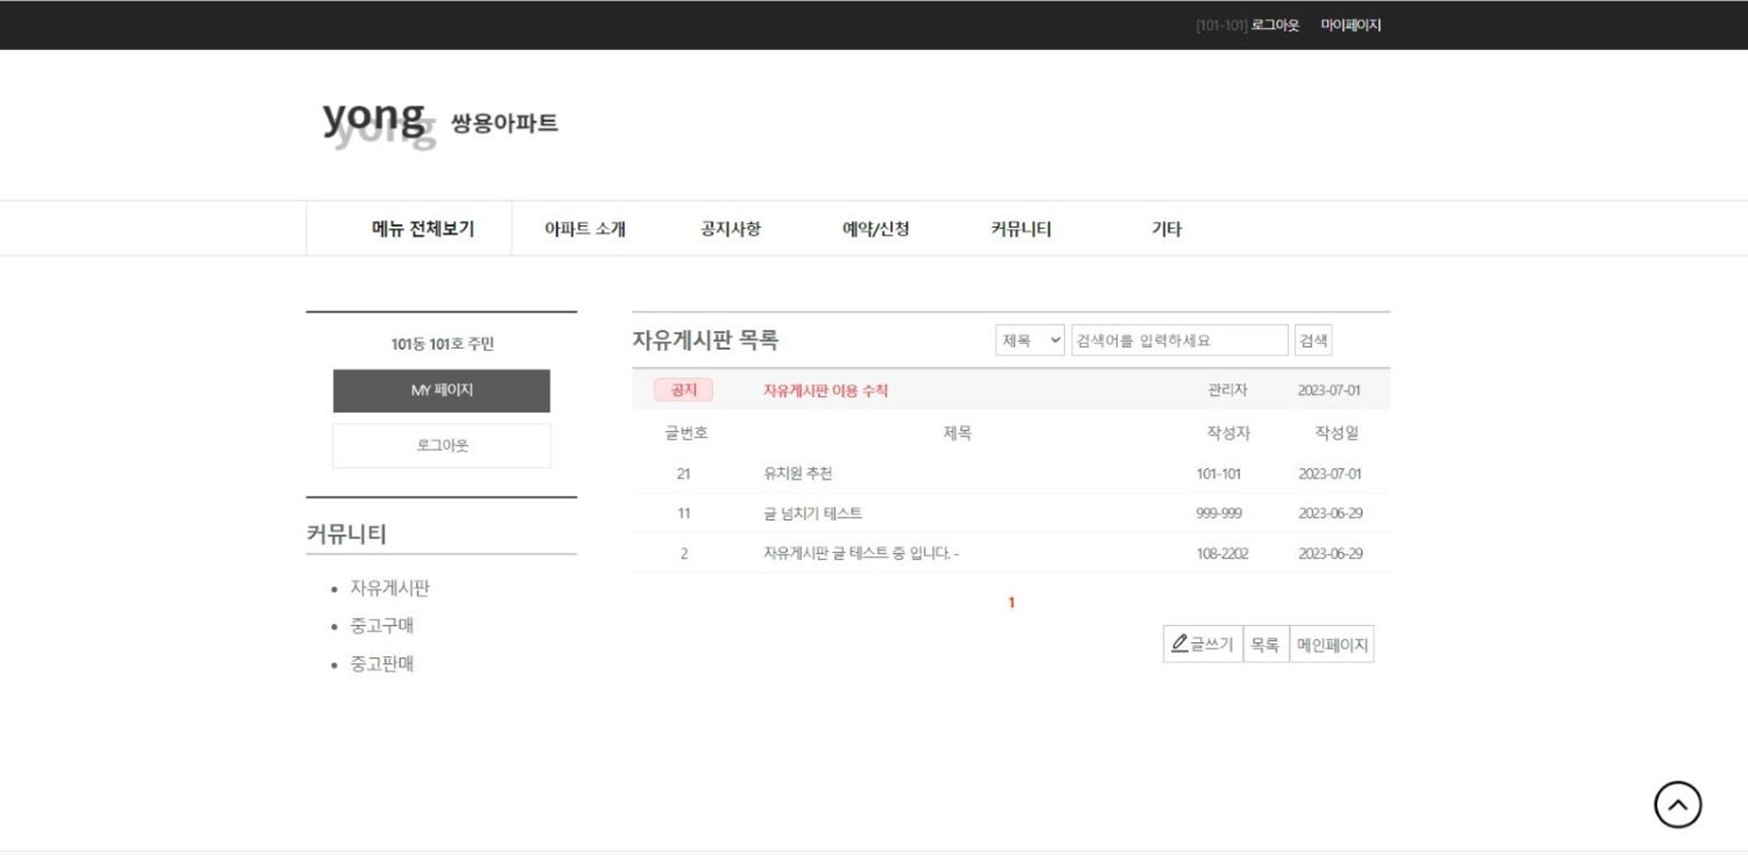 [101-101] 로그아웃 마이페이지
yong 쌍용아파트
메뉴 전체보기 아파트 소개 공지사항 예약/신청 커뮤니티 기타
101동 101호 주민
MY 페이지
로그아웃
커뮤니티
자유게시판
중고구매
중고판매
자유게시판 목록 제목 검색어를 입력하세요 검색
공지 자유게시판 이용 수칙 관리자 2023-07-01
글번호 제목 작성자 작성일
21 유치원 추천 101-101 2023-07-01
11 글 넘치기 테스트 999-999 2023-06-29
2 자유게시판 글 테스트 중 입니다. - 108-2202 2023-06-29
1
글쓰기 목록 메인페이지